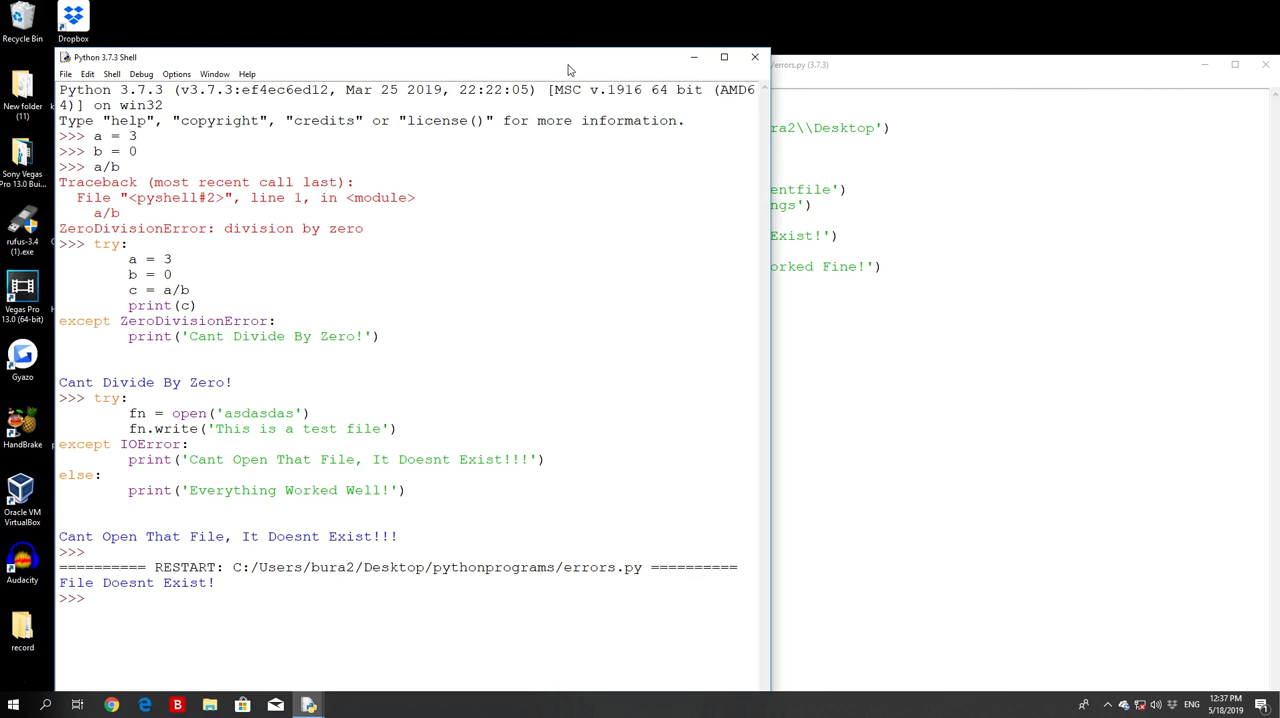 Recycle Bin
Dropbox
New folder
(11)
Sony Vegas
Pro 13.0 Bui...
rufus-3.4
(1).exe
Vegas Pro
13.0 (64-bit)
Gyazo
HandBrake
Oracle VM
VirtualBox
Audacity
record
Python 3.7.3 Shell
File Edit Shell Debug Options Window Help
Python 3.7.3 (v3.7.3:ef4ec6ed12, Mar 25 2019, 22:22:05) [MSC v.1916 64 bit (AMD6
4)] on win32
Type "help", "copyright", "credits" or "license()" for more information.
>>> a = 3
>>> b = 0
>>> a/b
Traceback (most recent call last):
  File "<pyshell#2>", line 1, in <module>
    a/b
ZeroDivisionError: division by zero
>>> try:
        a = 3
        b = 0
        c = a/b
        print(c)
except ZeroDivisionError:
        print('Cant Divide By Zero!')
Cant Divide By Zero!
>>> try:
        fn = open('asdasdas')
        fn.write('This is a test file')
except IOError:
        print('Cant Open That File, It Doesnt Exist!!!')
else:
        print('Everything Worked Well!')
Cant Open That File, It Doesnt Exist!!!
>>>
========== RESTART: C:/Users/bura2/Desktop/pythonprograms/errors.py ==========
File Doesnt Exist!
>>>
/errors.py (3.7.3)
ra2\\Desktop')
entfile')
ngs')
Exist!')
orked Fine!')
ENG
12:37 PM
5/18/2019